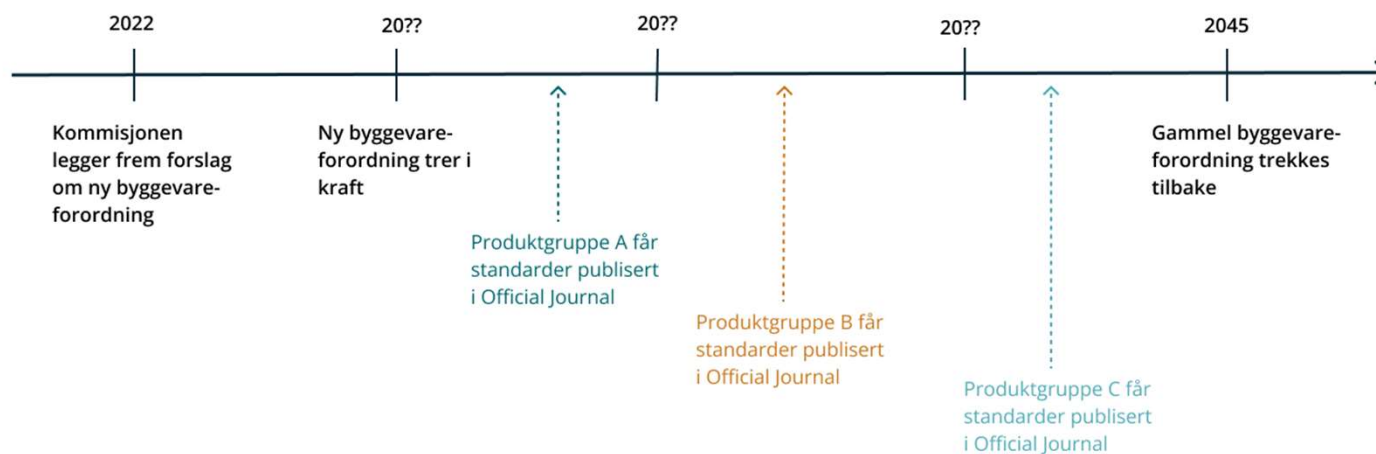 2022
20??
20??
20??
2045
Kommisjonen
legger frem forslag
om ny byggevare-
forordning
Ny byggevare-
forordning trer i
kraft
Gammel byggevare-
forordning trekkes
tilbake
Produktgruppe A får
standarder publisert
i Official Journal
Produktgruppe B får
standarder publisert
i Official Journal
Produktgruppe C får
standarder publisert
i Official Journal